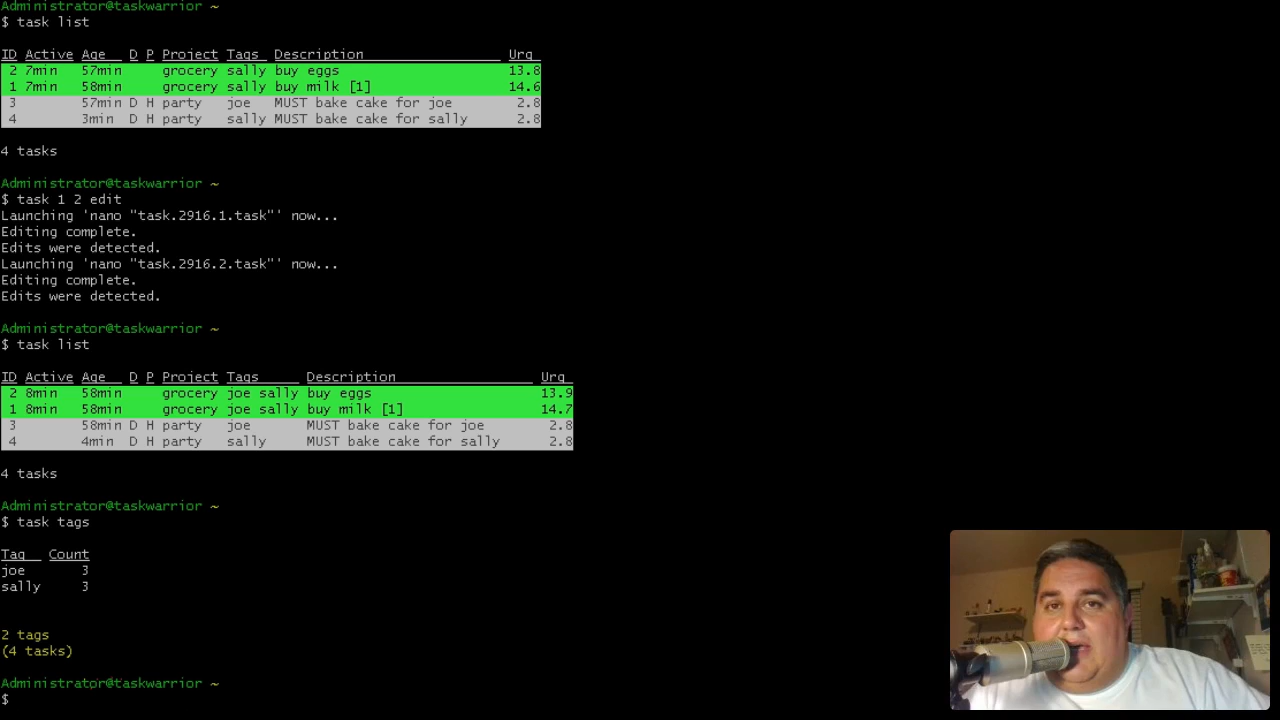 Administrator@taskwarrior ~
$ task list
ID Active Age D P Project Tags Description Urg
2 7min 57min grocery sally buy eggs 13.8
1 7min 58min grocery sally buy milk [1] 14.6
3 57min D H party joe MUST bake cake for joe 2.8
4 3min D H party sally MUST bake cake for sally 2.8
4 tasks
Administrator@taskwarrior ~
$ task 1 2 edit
Launching 'nano "task.2916.1.task"' now...
Editing complete.
Edits were detected.
Launching 'nano "task.2916.2.task"' now...
Editing complete.
Edits were detected.
Administrator@taskwarrior ~
$ task list
ID Active Age D P Project Tags Description Urg
2 8min 58min grocery joe sally buy eggs 13.9
1 8min 58min grocery joe sally buy milk [1] 14.7
3 58min D H party joe MUST bake cake for joe 2.8
4 4min D H party sally MUST bake cake for sally 2.8
4 tasks
Administrator@taskwarrior ~
$ task tags
Tag Count
joe 3
sally 3
2 tags
(4 tasks)
Administrator@taskwarrior ~
$